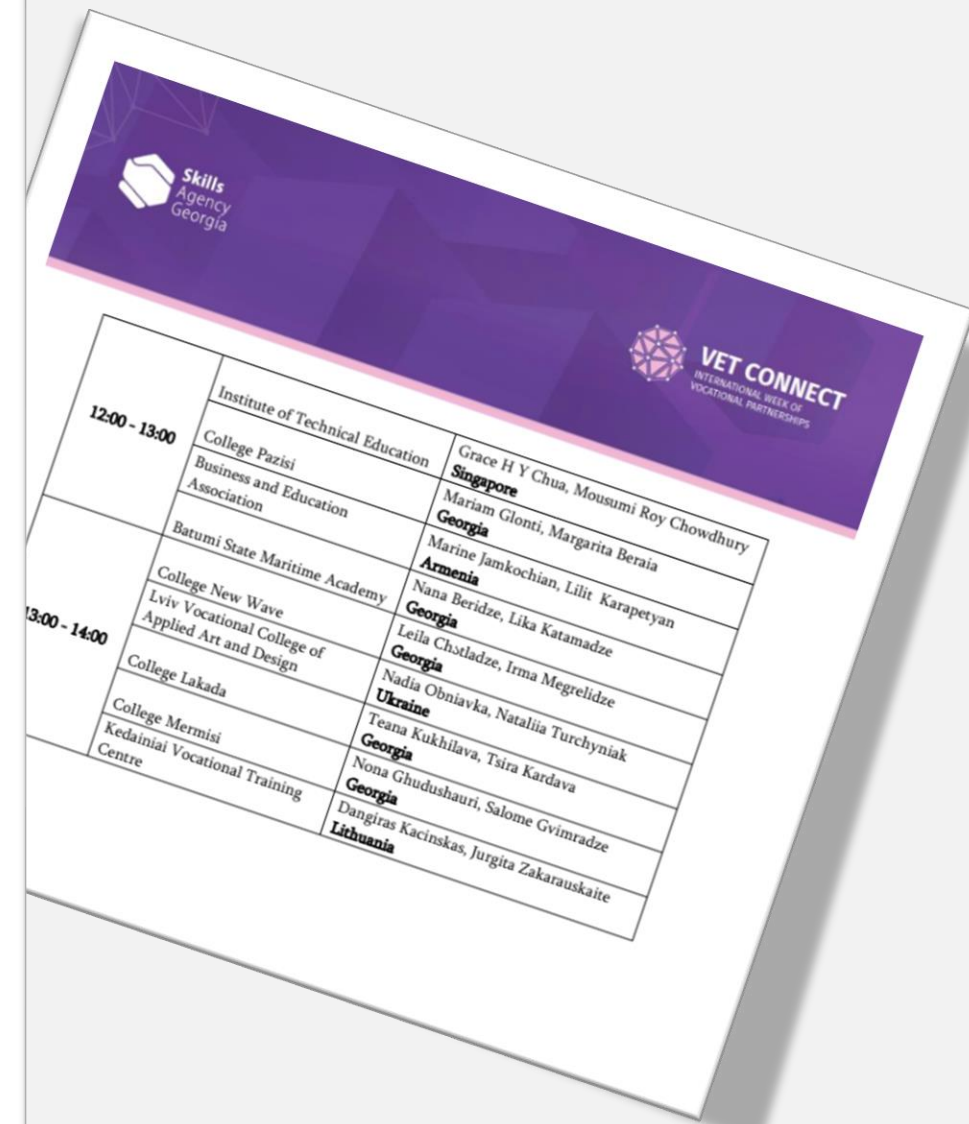 Skills
Agency
Georgia
VET CONNECT
INTERNATIONAL WEEK OF
VOCATIONAL PARTNERSHIPS
12:00 - 13:00
Institute of Technical Education
Grace H Y Chua, Mousumi Roy Chowdhury
Singapore
College Pazisi
Mariam Glonti, Margarita Beraia
Georgia
Business and Education
Association
Marine Jamkochian, Lilit Karapetyan
Armenia
13:00 - 14:00
Batumi State Maritime Academy
Nana Beridze, Lika Katamadze
Georgia
College New Wave
Leila Irma Megrelidze
Georgia
Lviv Vocational College of
Applied Art and Design
Nadia Obniavka, Nataliia Turchyniak
Ukraine
College Lakada
Teana Kukhilava, Tsira Kardava
Georgia
College Mermisi
Nona Ghudushauri, Salome Gvimradze
Georgia
Kedainiai Vocational Training
Centre
Dangiras Kacinskas, Jurgita Zakarauskaite
Lithuania